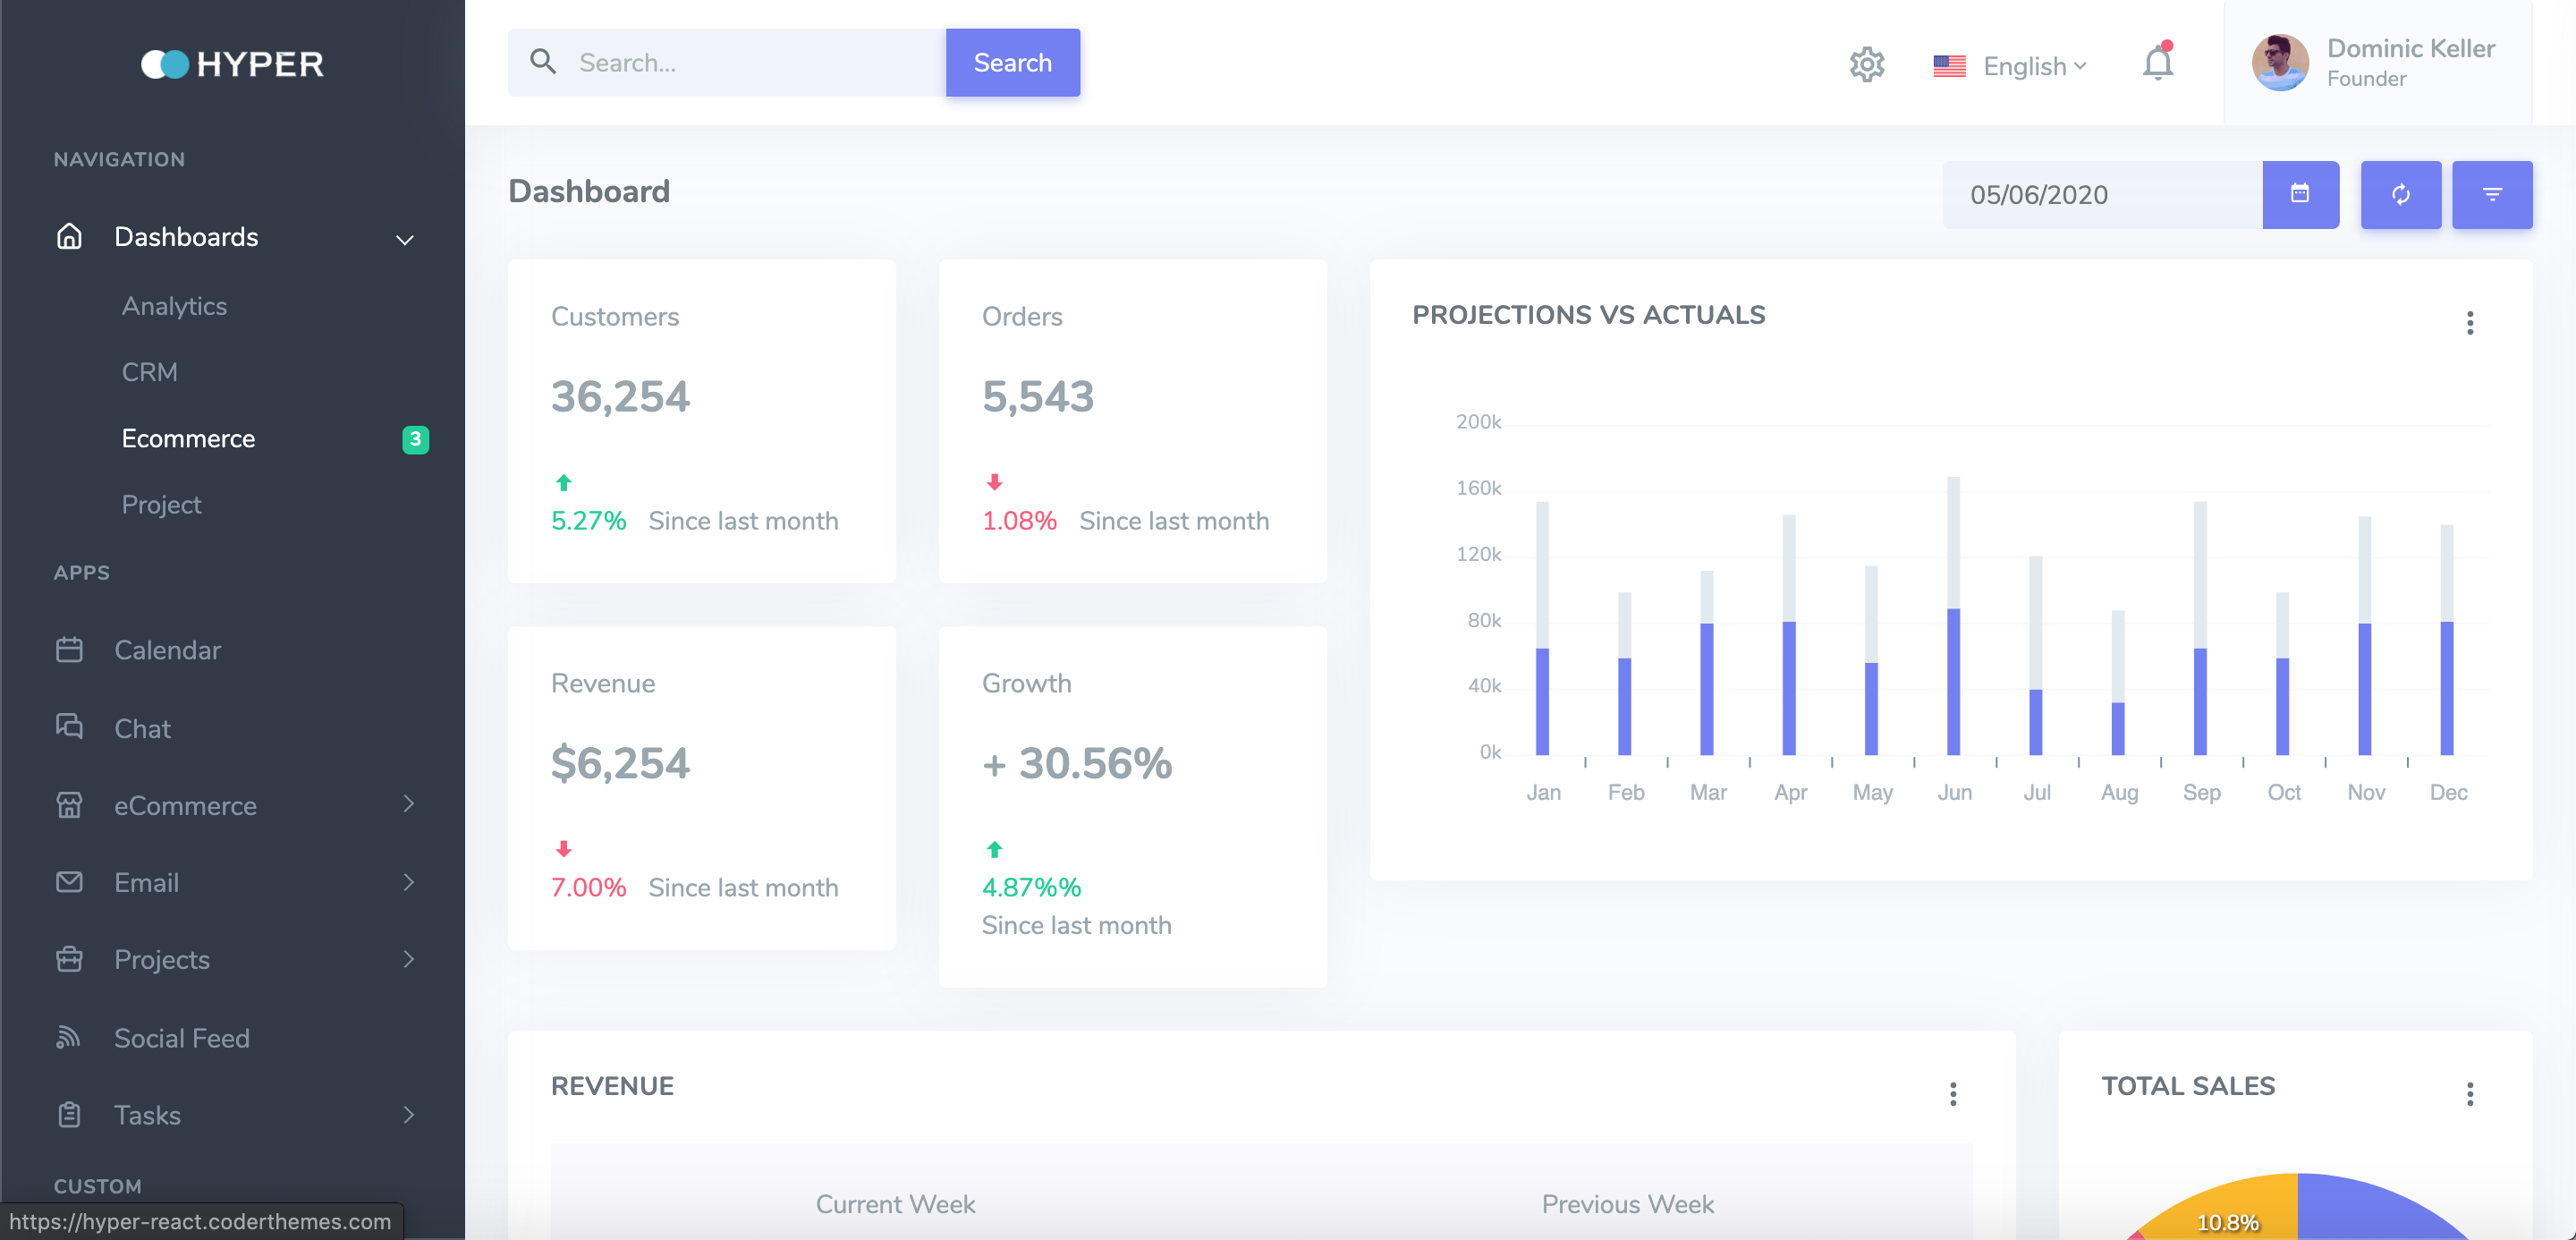 HYPER
NAVIGATION
Dashboards
Analytics
CRM
Ecommerce 3
Project
APPS
Calendar
Chat
eCommerce
Email
Projects
Social Feed
Tasks
CUSTOM
https://hyper-react.coderthemes.com
Search...
Search
English
Dominic Keller
Founder
Dashboard
05/06/2020
Customers
36,254
5.27% Since last month
Orders
5,543
1.08% Since last month
Revenue
$6,254
7.00% Since last month
Growth
+ 30.56%
4.87%%
Since last month
PROJECTIONS VS ACTUALS
200k
160k
120k
80k
40k
0k
Jan Feb Mar Apr May Jun Jul Aug Sep Oct Nov Dec
REVENUE
Current Week Previous Week
TOTAL SALES
10.8%